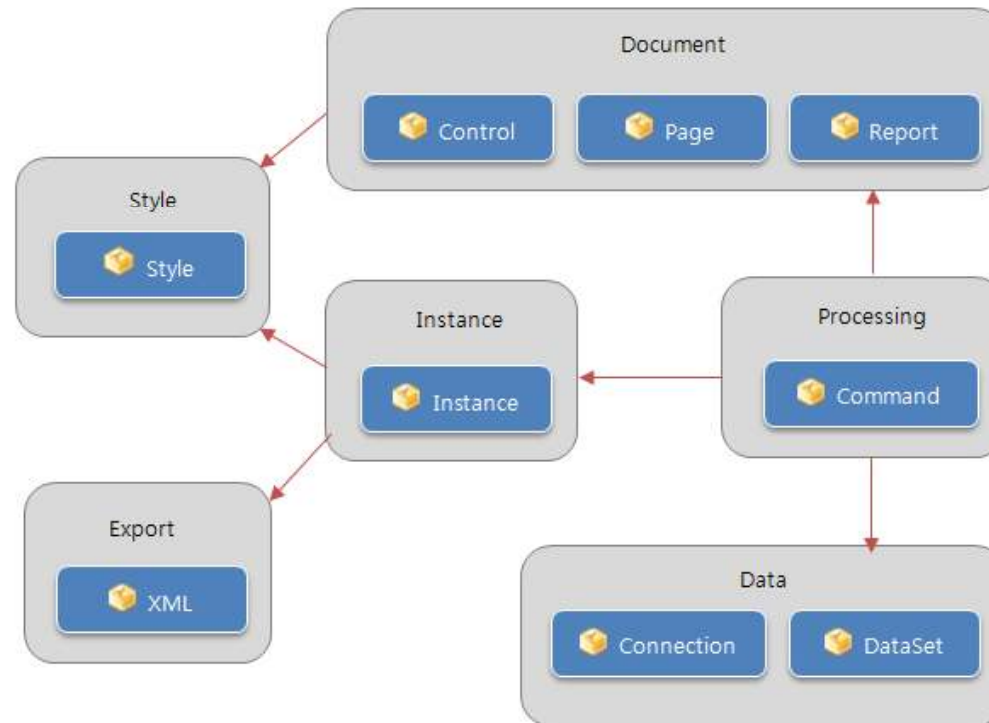 Document
Control
Page
Report
Style
Style
Instance
Instance
Processing
Command
Export
XML
Data
Connection
DataSet